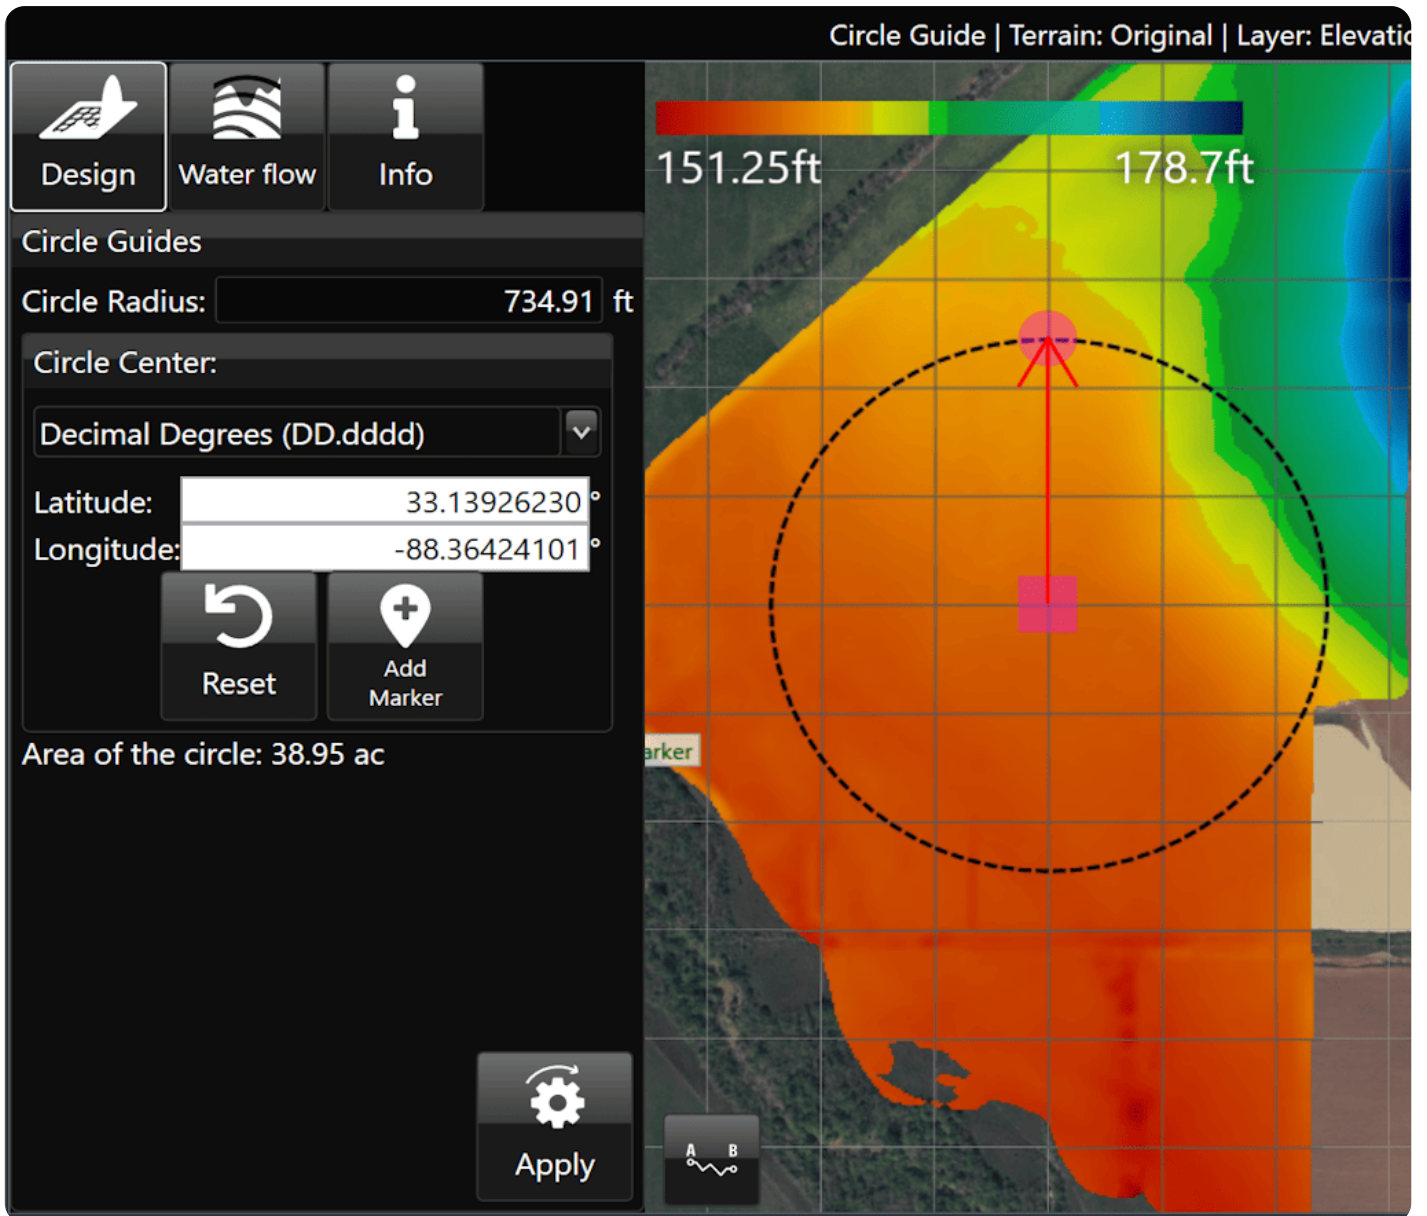 Circle Guide | Terrain: Original | Layer: Elevatic
Design
Water flow
Info
151.25ft
178.7ft
Circle Guides
Circle Radius: 734.91 ft
Circle Center:
Decimal Degrees (DD.dddd)
Latitude: 33.13926230 °
Longitude: -88.36424101 °
Reset
Add
Marker
Area of the circle: 38.95 ac
arker
Apply
A B